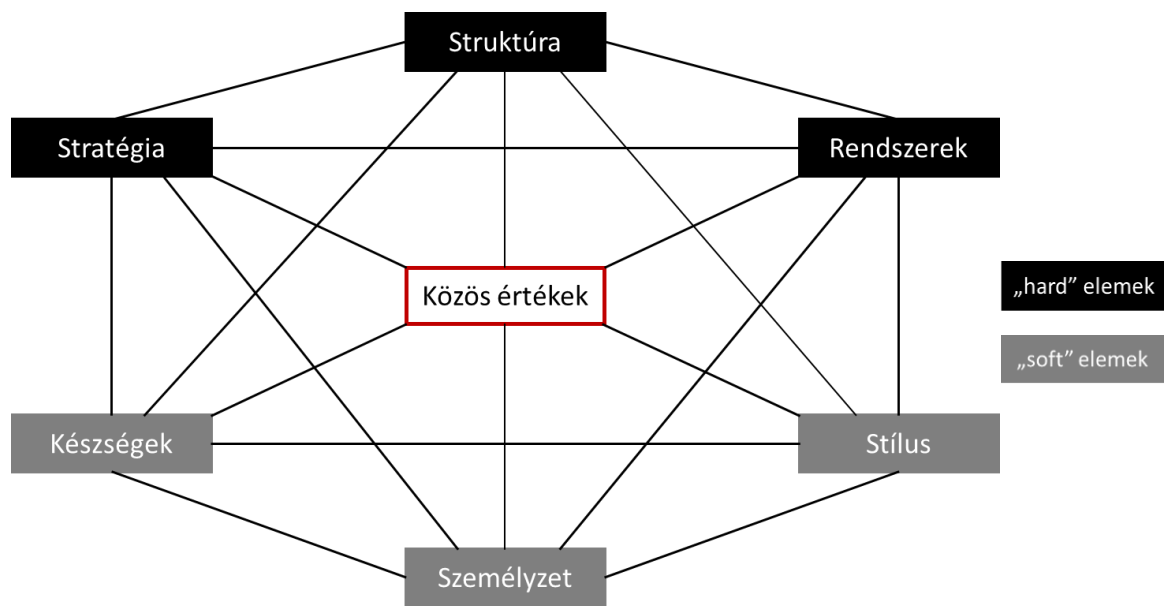 Struktúra
Stratégia
Rendszerek
Közös értékek
„hard” elemek
„soft” elemek
Készségek
Stílus
Személyzet